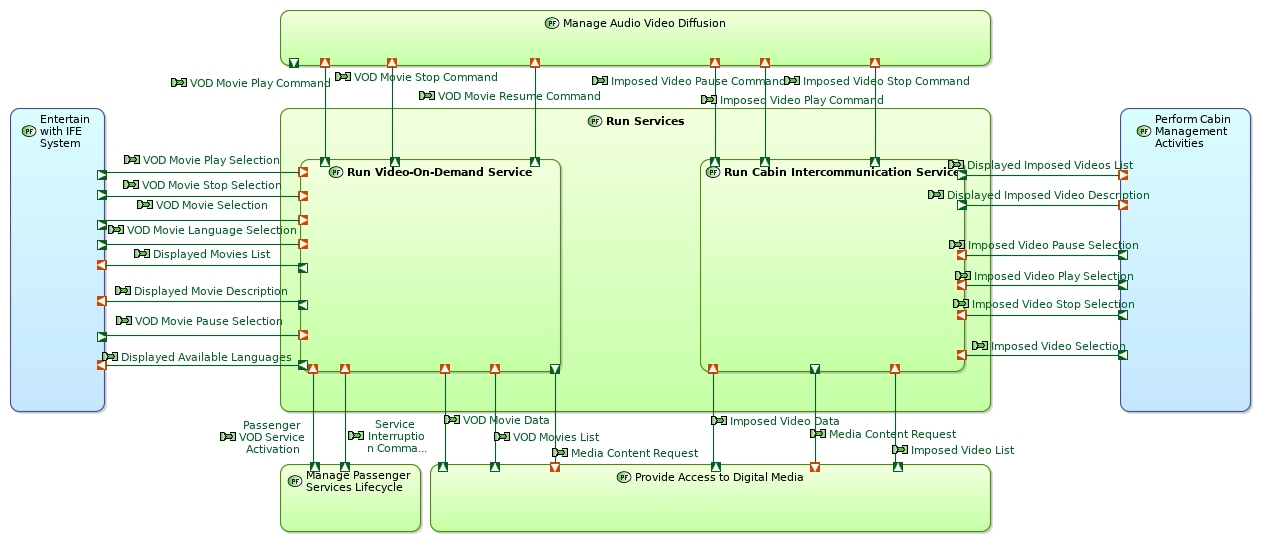 Manage Audio Video Diffusion
VOD Movie Play Command
VOD Movie Stop Command
VOD Movie Resume Command
Imposed Video Pause Command
Imposed Video Stop Command
Imposed Video Play Command
Entertain
with IFE
System
Run Services
Perform Cabin
Management
Activities
VOD Movie Play Selection
VOD Movie Stop Selection
VOD Movie Selection
VOD Movie Language Selection
Displayed Movies List
Displayed Movie Description
VOD Movie Pause Selection
Displayed Available Languages
Run Video-On-Demand Service
Run Cabin Intercommunication Service
Displayed Imposed Videos List
Displayed Imposed Video Description
Imposed Video Pause Selection
Imposed Video Play Selection
Imposed Video Stop Selection
Imposed Video Selection
Passenger
VOD Service
Activation
Service
Interruptio
n Comma...
VOD Movie Data
VOD Movies List
Media Content Request
Imposed Video Data
Media Content Request
Imposed Video List
Manage Passenger
Services Lifecycle
Provide Access to Digital Media